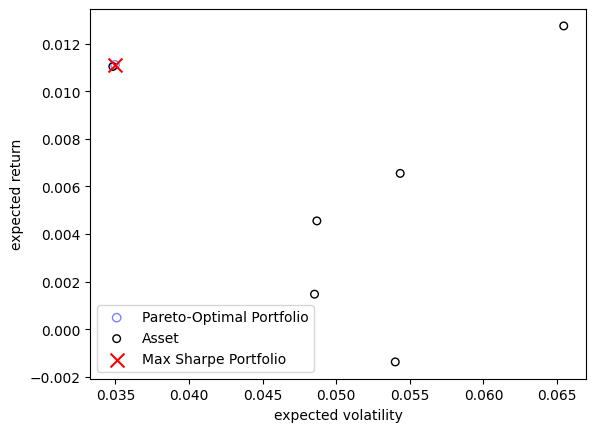 0.012
0.010
0.008
0.006
0.004
0.002
0.000
−0.002
expected return
Pareto-Optimal Portfolio
Asset
Max Sharpe Portfolio
0.035 0.040 0.045 0.050 0.055 0.060 0.065
expected volatility